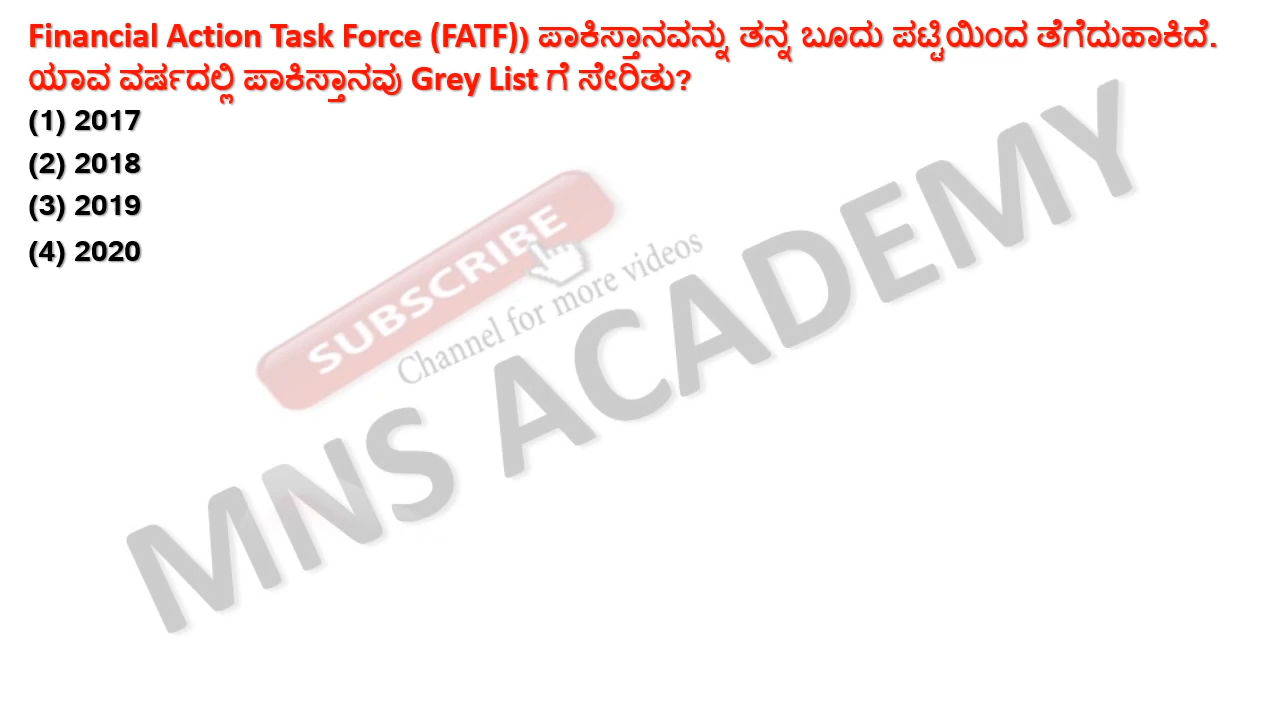 Financial Action Task Force (FATF)) ಪಾಕಿಸ್ತಾನವನ್ನು ತನ್ನ ಬೂದು ಪಟ್ಟಿಯಿಂದ ತೆಗೆದುಹಾಕಿದೆ.
ಯಾವ ವರ್ಷದಲ್ಲಿ ಪಾಕಿಸ್ತಾನವು Grey List ಗೆ ಸೇರಿತು?
(1) 2017
(2) 2018
(3) 2019
(4) 2020
SUBSCRIBE
Channel for more videos
MNS ACADEMY